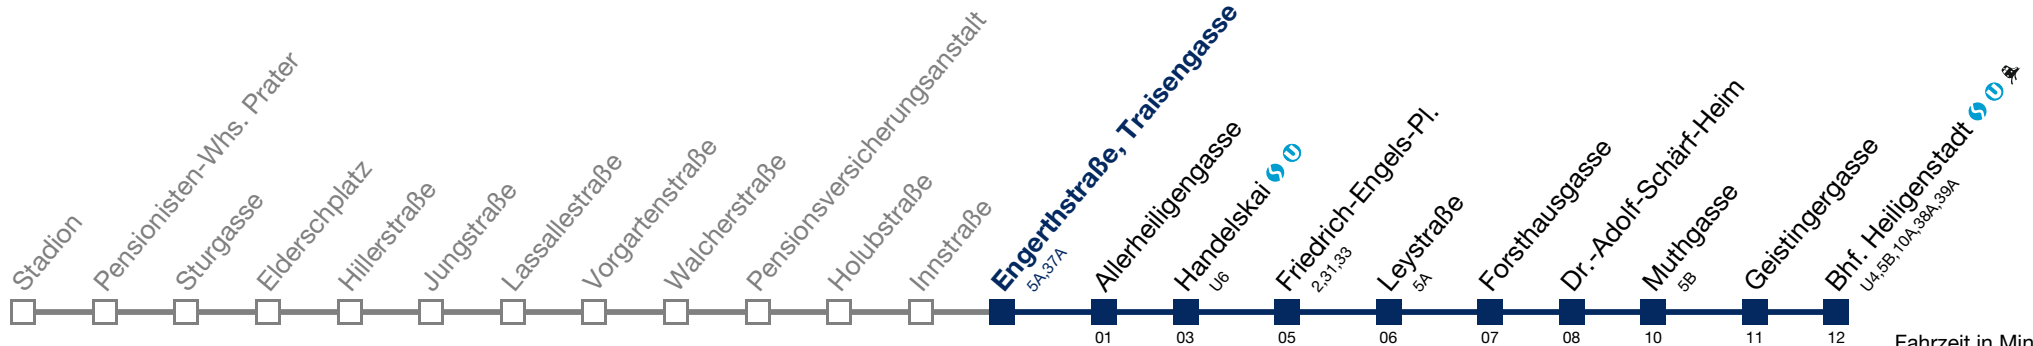 Stadion
Pensionisten-Whs. Prater
Sturgasse
Elderschplatz
Hillerstraße
Jungstraße
Lassallestraße
Vorgartenstraße
Walcherstraße
Pensionsversicherungsanstalt
Holubstraße
Innstraße
Engerthstraße, Traisengasse
5A,37A
Allerheiligengasse
Handelskai S U
U6
Friedrich-Engels-Pl.
2,31,33
Leystraße
5A
Forsthausgasse
Dr.-Adolf-Schärf-Heim
Muthgasse
5B
Geistingergasse
Bhf. Heiligenstadt S U
U4,5B,10A,38A,39A
01 03 05 06 07 08 10 11 12
Fahrzeit in Min